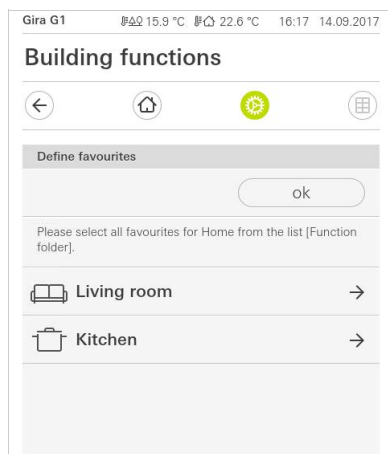 Gira G1 15.9 °C 22.6 °C 16:17 14.09.2017
Building functions
Define favourites
ok
Please select all favourites for Home from the list [Function
folder].
Living room
Kitchen